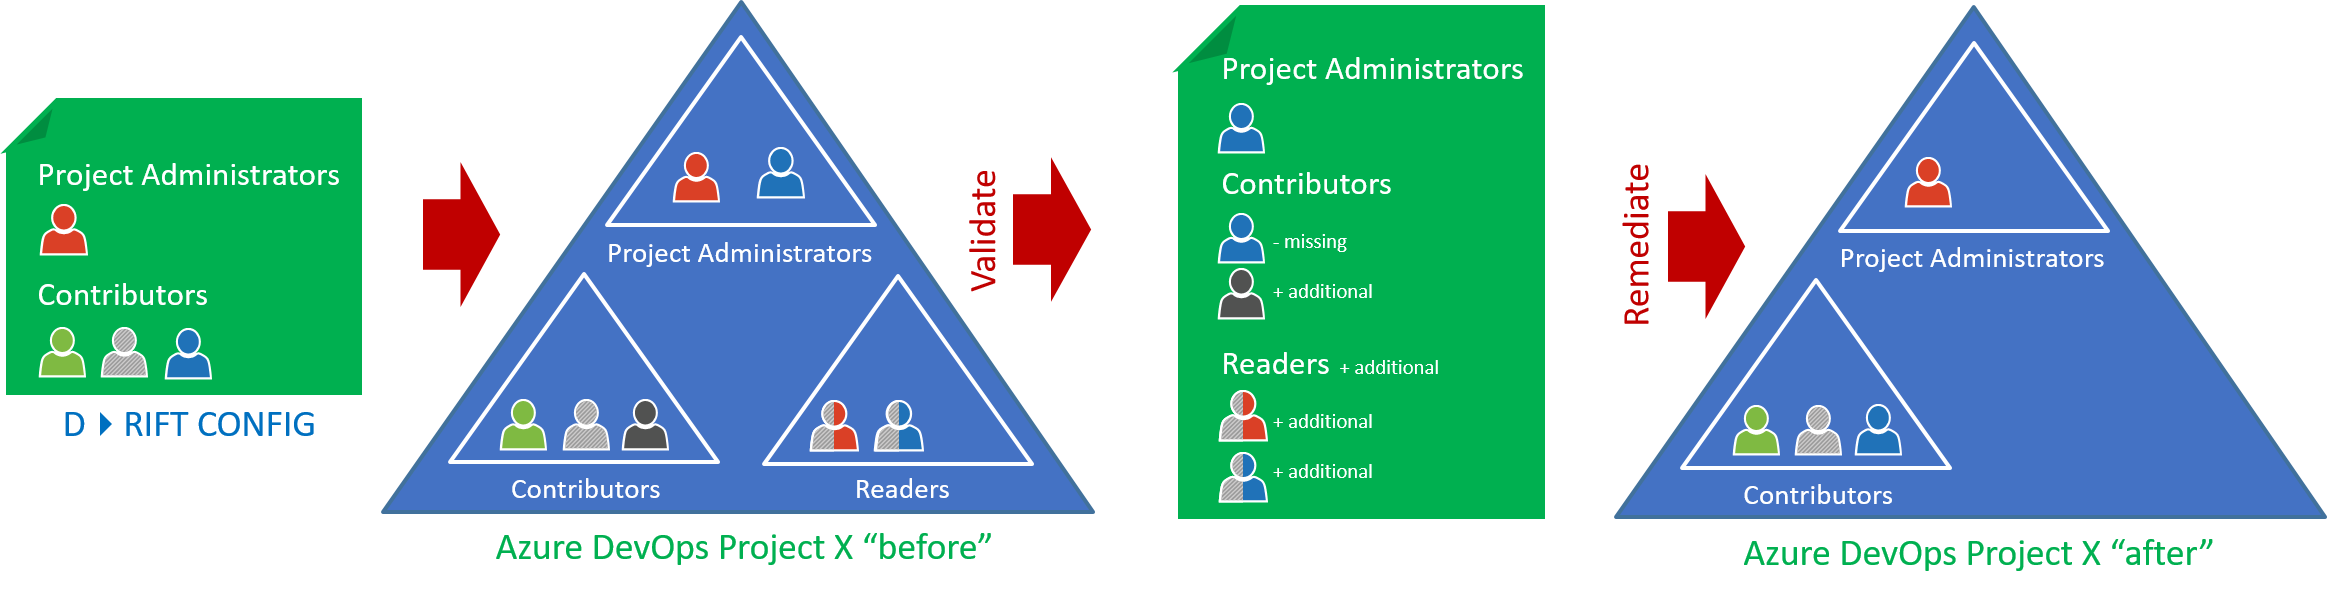 Project Administrators
Contributors
D RIFT CONFIG
Project Administrators
Contributors
Readers
Azure DevOps Project X “before”
Validate
Project Administrators
Contributors
- missing
+ additional
Readers + additional
+ additional
+ additional
Remediate
Project Administrators
Contributors
Azure DevOps Project X “after”